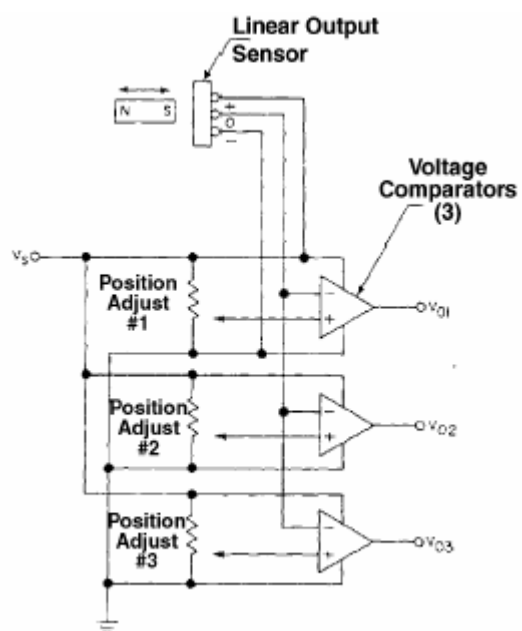 Linear Output
Sensor
N S
+
0
−
Voltage
Comparators
(3)
VS
Position
Adjust
#1
−
+
VO1
Position
Adjust
#2
−
+
VO2
Position
Adjust
#3
−
+
VO3